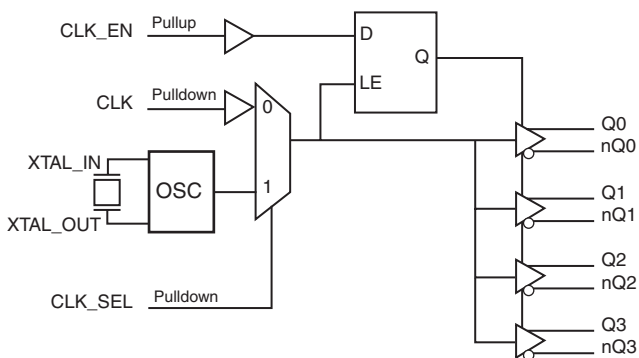 CLK_EN Pullup
D
Q
LE
CLK Pulldown
0
XTAL_IN
OSC
1
XTAL_OUT
CLK_SEL Pulldown
Q0
nQ0
Q1
nQ1
Q2
nQ2
Q3
nQ3